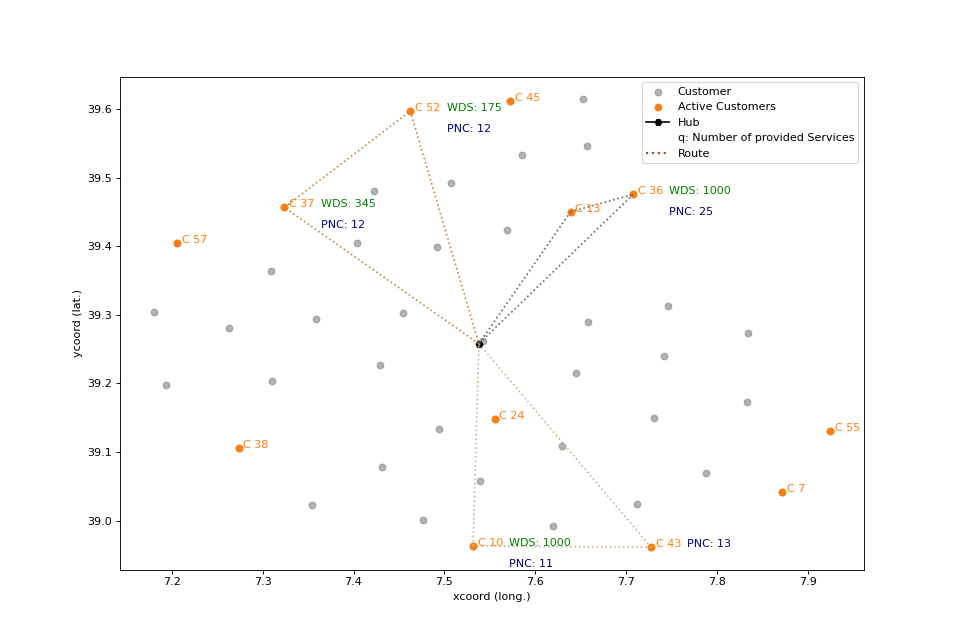 Customer
Active Customers
Hub
q: Number of provided Services
Route
C 52 WDS: 175
PNC: 12
C 45
C 36 WDS: 1000
PNC: 25
C 13
C 37 WDS: 345
PNC: 12
C 57
C 24
C 38
C 55
C 7
C 10 WDS: 1000
PNC: 11
C 43 PNC: 13
39.6
39.5
39.4
39.3
39.2
39.1
39.0
ycoord (lat.)
7.2 7.3 7.4 7.5 7.6 7.7 7.8 7.9
xcoord (long.)